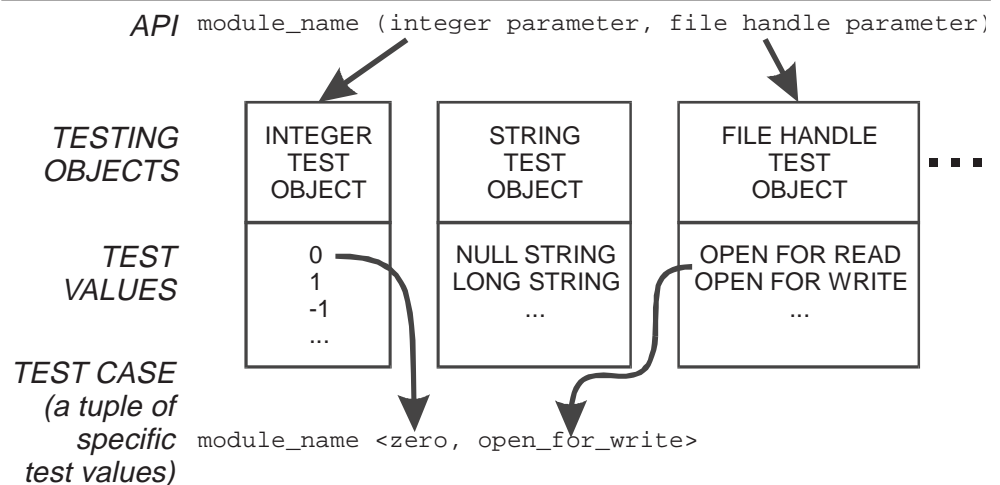 API module_name (integer parameter, file handle parameter)
TESTING
OBJECTS
INTEGER
TEST
OBJECT
STRING
TEST
OBJECT
FILE HANDLE
TEST
OBJECT
...
TEST
VALUES
0
1
-1
...
NULL STRING
LONG STRING
...
OPEN FOR READ
OPEN FOR WRITE
...
TEST CASE
(a tuple of
specific
test values)
module_name <zero, open_for_write>